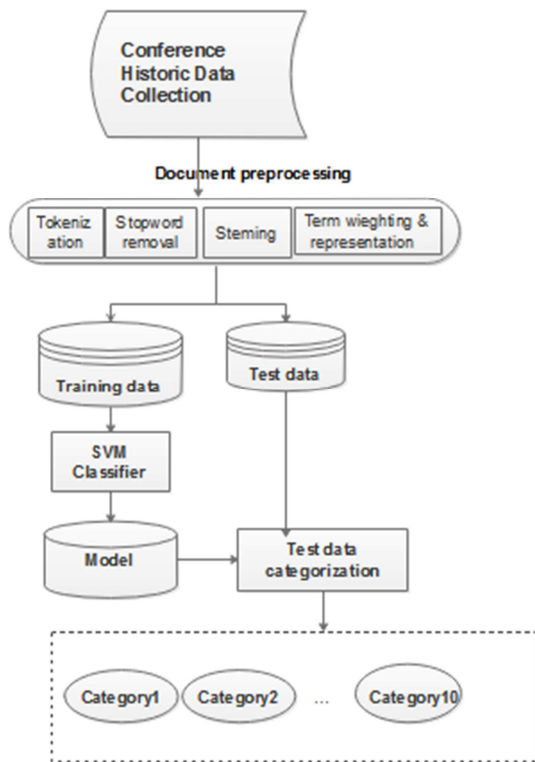 Conference
Historic Data
Collection
Document preprocessing
Tokeniz
ation
Stopword
removal
Steming
Term wieghting &
representation
Training data
Test data
SVM
Classifier
Model
Test data
categorization
Category1
Category2
...
Category10